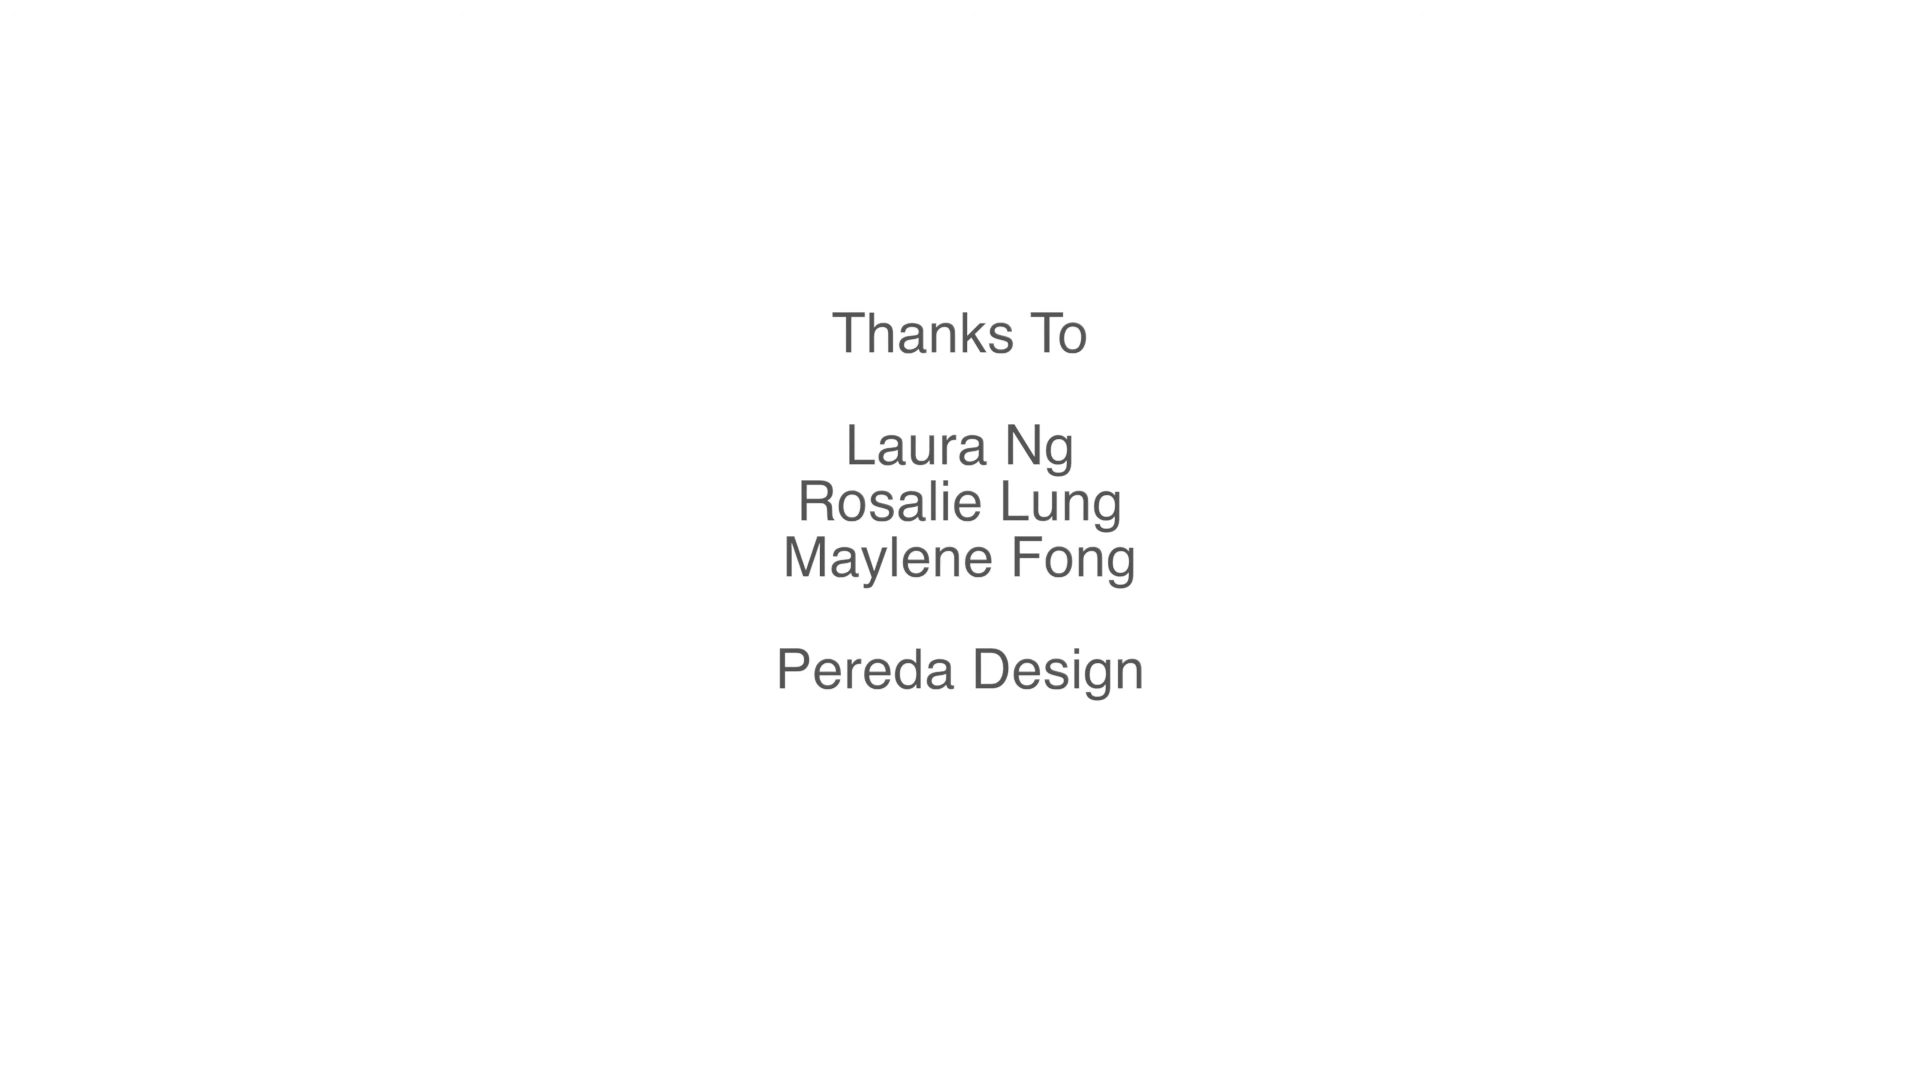 Thanks To
Laura Ng
Rosalie Lung
Maylene Fong
Pereda Design